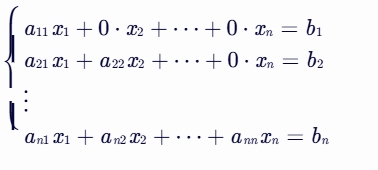 a₁₁x₁ + 0 · x₂ + ··· + 0 · xₙ = b₁
a₂₁x₁ + a₂₂x₂ + ··· + 0 · xₙ = b₂
⋮
aₙ₁x₁ + aₙ₂x₂ + ··· + aₙₙxₙ = bₙ